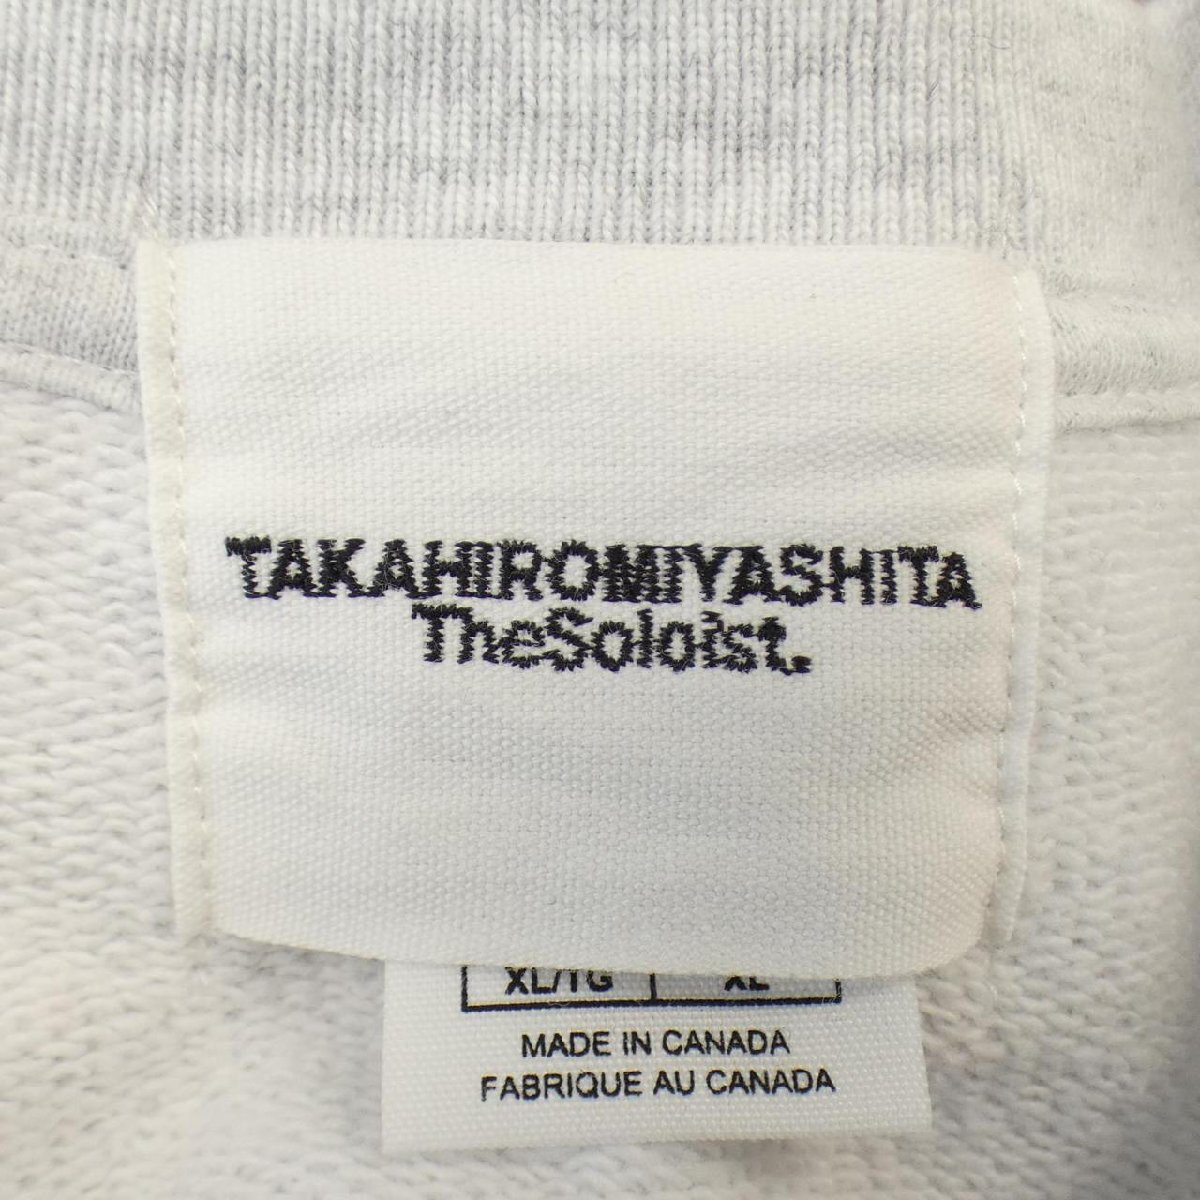 TAKAHIROMIYASHITA
TheSoloist.
XL/TG XL
MADE IN CANADA
FABRIQUE AU CANADA